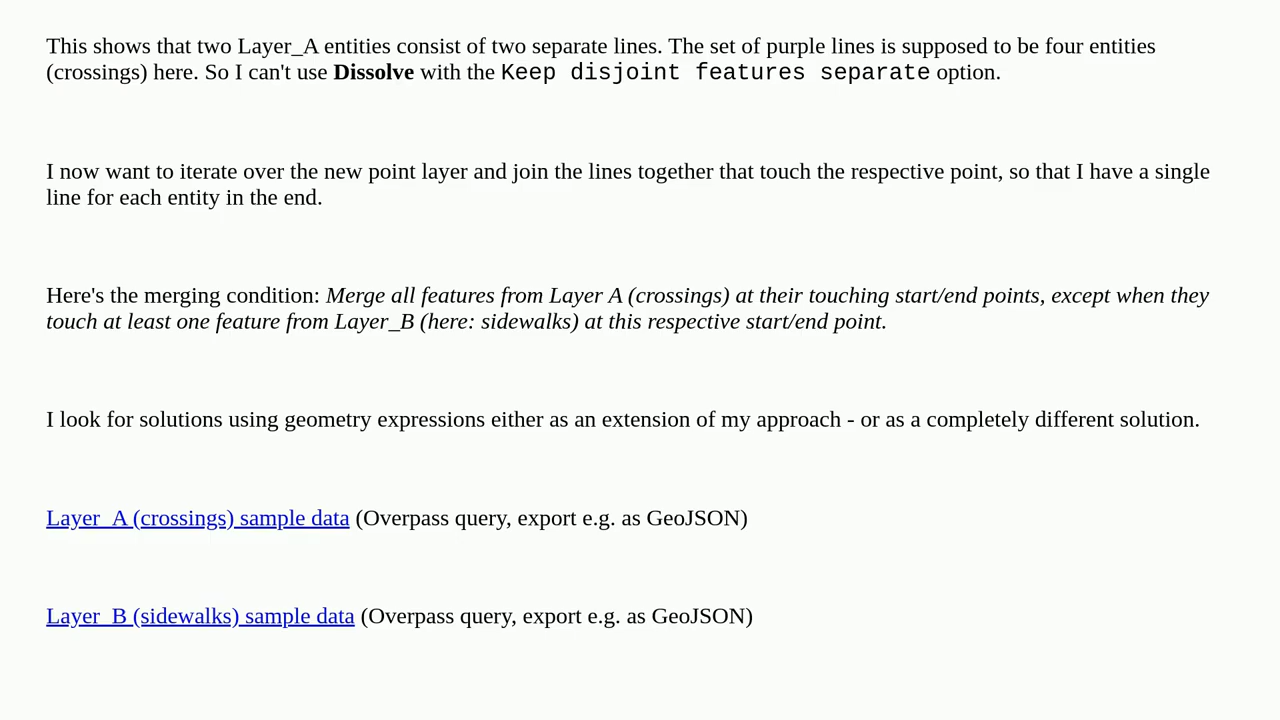 This shows that two Layer_A entities consist of two separate lines. The set of purple lines is supposed to be four entities
(crossings) here. So I can't use Dissolve with the Keep disjoint features separate option.
I now want to iterate over the new point layer and join the lines together that touch the respective point, so that I have a single
line for each entity in the end.
Here's the merging condition: Merge all features from Layer A (crossings) at their touching start/end points, except when they
touch at least one feature from Layer_B (here: sidewalks) at this respective start/end point.
I look for solutions using geometry expressions either as an extension of my approach - or as a completely different solution.
Layer_A (crossings) sample data (Overpass query, export e.g. as GeoJSON)
Layer_B (sidewalks) sample data (Overpass query, export e.g. as GeoJSON)